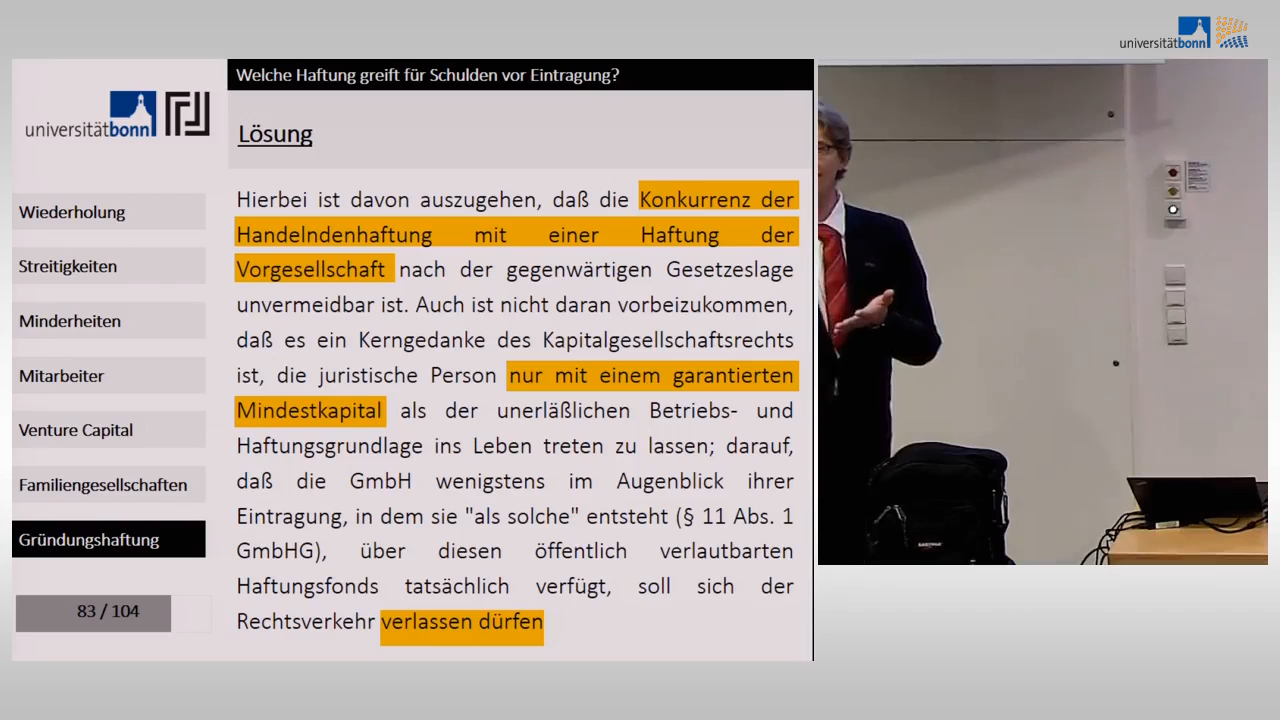 universitätbonn
Welche Haftung greift für Schulden vor Eintragung?
universitätbonn
Lösung
Wiederholung
Streitigkeiten
Minderheiten
Mitarbeiter
Venture Capital
Familiengesellschaften
Gründungshaftung
83 / 104
Hierbei ist davon auszugehen, daß die Konkurrenz der
Handelndenhaftung mit einer Haftung der
Vorgesellschaft nach der gegenwärtigen Gesetzeslage
unvermeidbar ist. Auch ist nicht daran vorbeizukommen,
daß es ein Kerngedanke des Kapitalgesellschaftsrechts
ist, die juristische Person nur mit einem garantierten
Mindestkapital als der unerläßlichen Betriebs- und
Haftungsgrundlage ins Leben treten zu lassen; darauf,
daß die GmbH wenigstens im Augenblick ihrer
Eintragung, in dem sie "als solche" entsteht (§ 11 Abs. 1
GmbHG), über diesen öffentlich verlautbarten
Haftungsfonds tatsächlich verfügt, soll sich der
Rechtsverkehr verlassen dürfen
EASTPAK